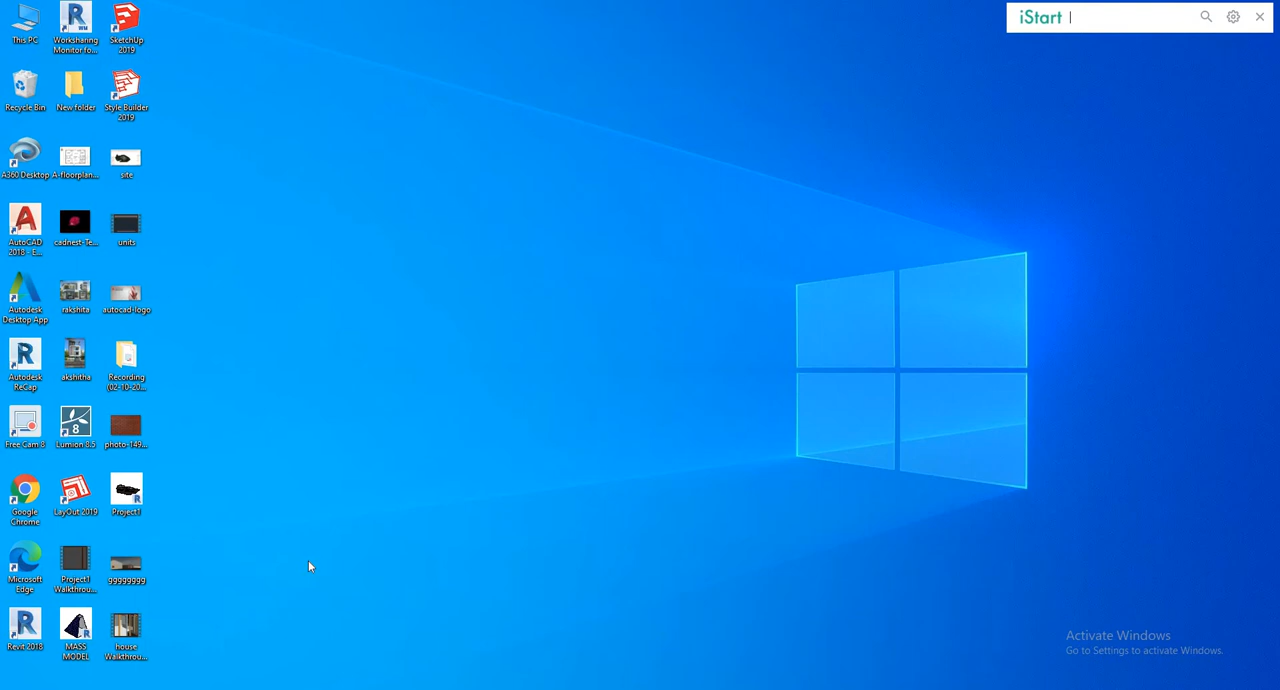 iStart
This PC
Worksharing
Monitor fo...
SketchUp
2019
Recycle Bin
New folder
Style Builder
2019
A360 Desktop
A-floorplan...
site
AutoCAD
2018 - E...
cadnest-Te...
units
Autodesk
Desktop App
rakshita
autocad-logo
Autodesk
ReCap
akshitha
Recording
(02-10-20...
Free Cam 8
Lumion 8.5
photo-149...
Google
Chrome
LayOut 2019
Project1
Microsoft
Edge
Project1
Walkthrou...
gggggggg
Revit 2018
MASS
MODEL
house
Walkthrou...
Activate Windows
Go to Settings to activate Windows.